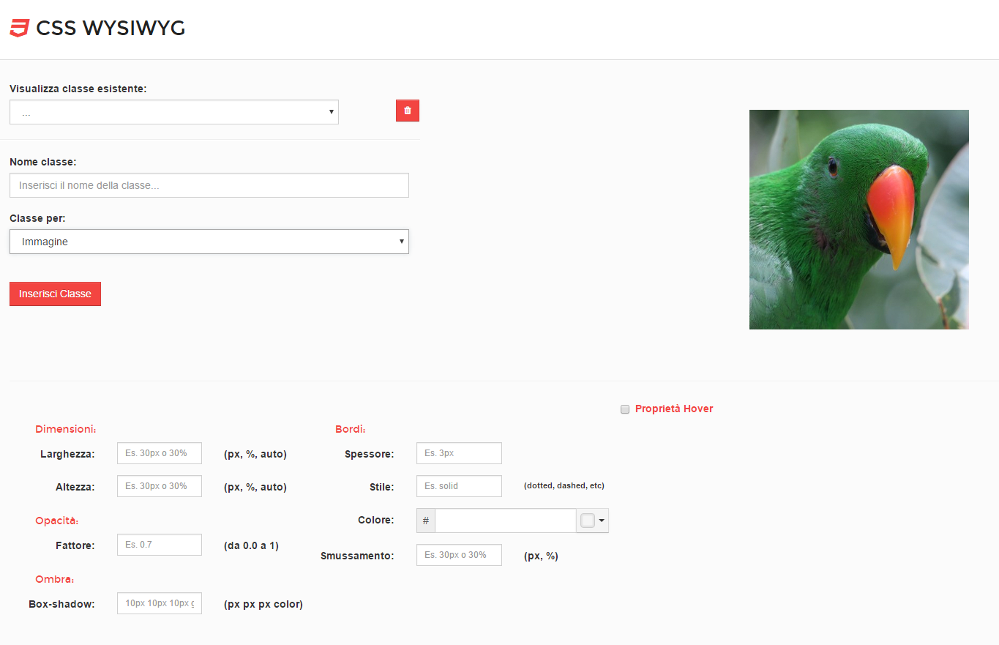 CSS WYSIWYG
Visualizza classe esistente:
...
Nome classe:
Inserisci il nome della classe...
Classe per:
Immagine
Inserisci Classe
Proprietà Hover
Dimensioni:
Larghezza: Es. 30px o 30% (px, %, auto)
Altezza: Es. 30px o 30% (px, %, auto)
Opacità:
Fattore: Es. 0.7 (da 0.0 a 1)
Ombra:
Box-shadow: 10px 10px 10px (px px px color)
Bordi:
Spessore: Es. 3px
Stile: Es. solid (dotted, dashed, etc)
Colore: #
Smussamento: Es. 30px o 30% (px, %)